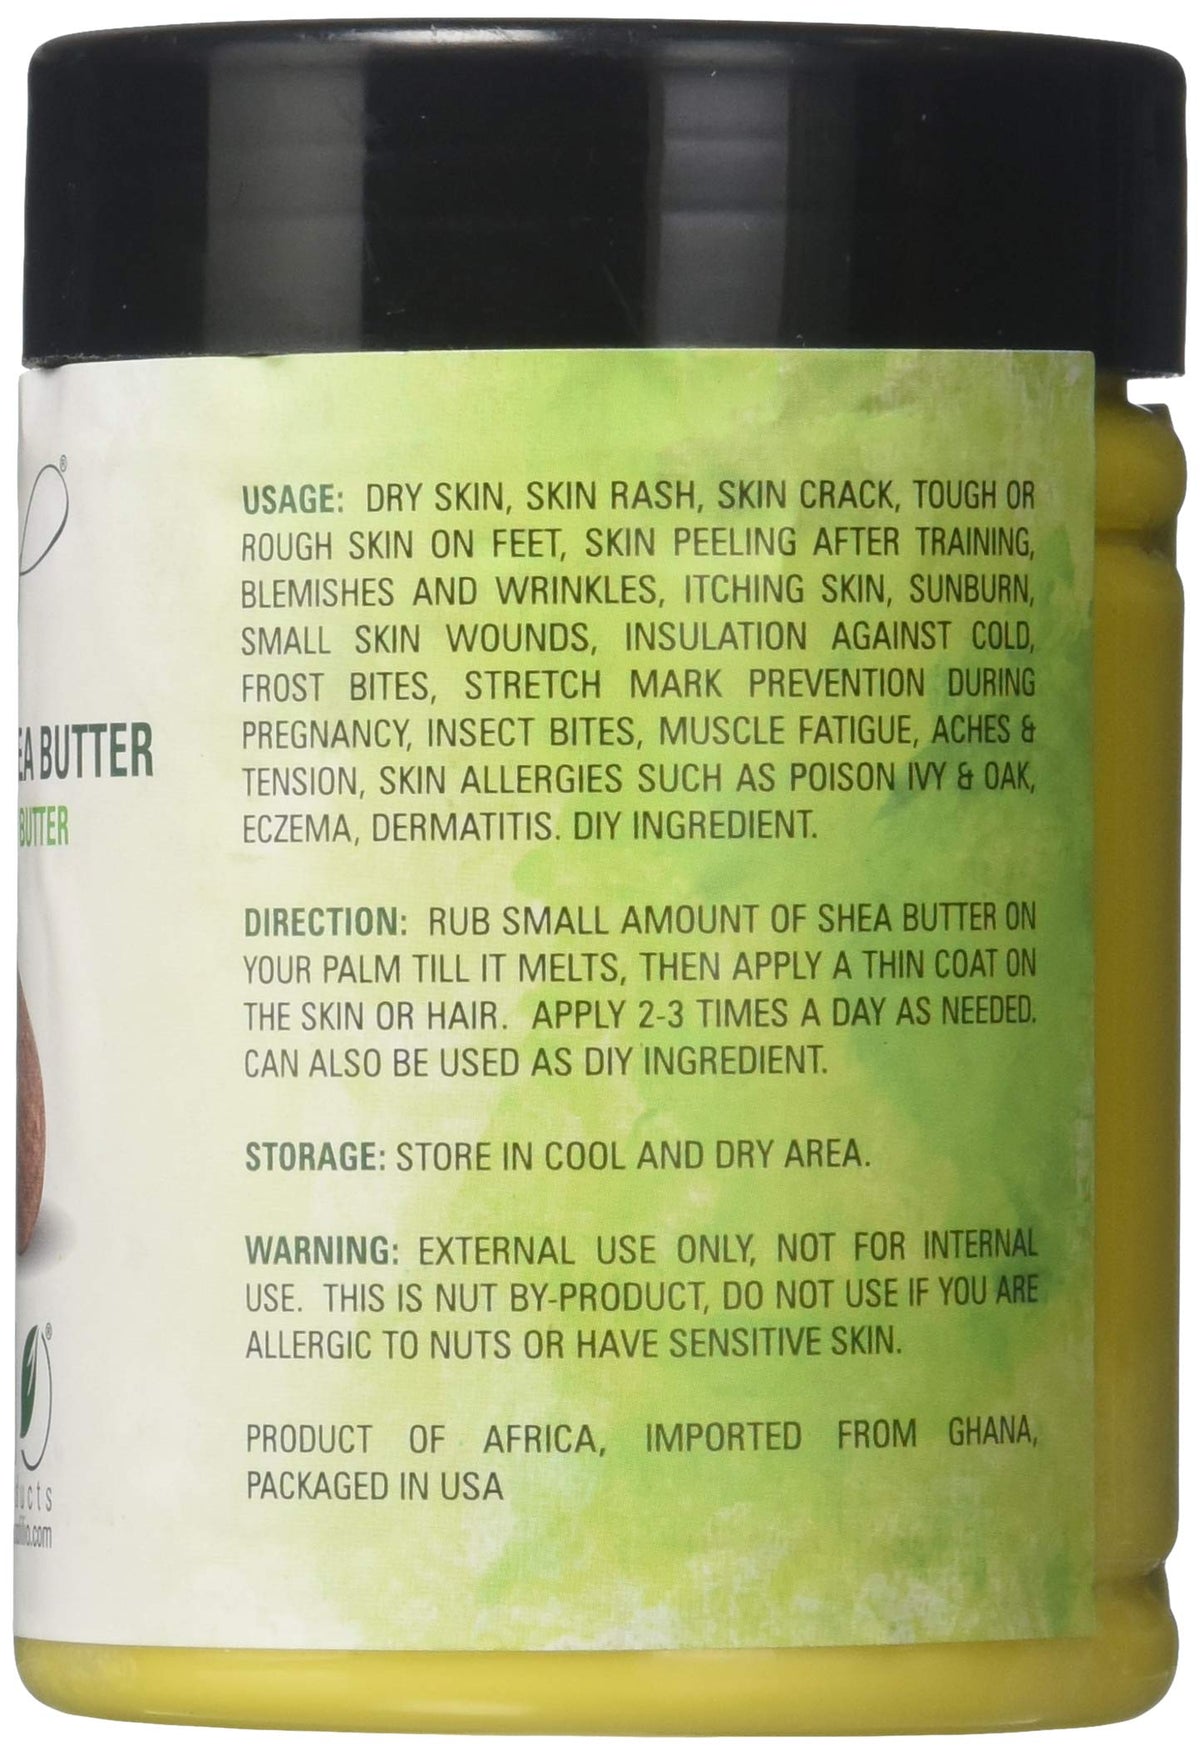 ®
BUTTER
BUTTER
USAGE: DRY SKIN, SKIN RASH, SKIN CRACK, TOUGH OR
ROUGH SKIN ON FEET, SKIN PEELING AFTER TRAINING,
BLEMISHES AND WRINKLES, ITCHING SKIN, SUNBURN,
SMALL SKIN WOUNDS, INSULATION AGAINST COLD,
FROST BITES, STRETCH MARK PREVENTION DURING
PREGNANCY, INSECT BITES, MUSCLE FATIGUE, ACHES &
TENSION, SKIN ALLERGIES SUCH AS POISON IVY & OAK,
ECZEMA, DERMATITIS. DIY INGREDIENT.
DIRECTION: RUB SMALL AMOUNT OF SHEA BUTTER ON
YOUR PALM TILL IT MELTS, THEN APPLY A THIN COAT ON
THE SKIN OR HAIR. APPLY 2-3 TIMES A DAY AS NEEDED.
CAN ALSO BE USED AS DIY INGREDIENT.
STORAGE: STORE IN COOL AND DRY AREA.
WARNING: EXTERNAL USE ONLY, NOT FOR INTERNAL
USE. THIS IS NUT BY-PRODUCT, DO NOT USE IF YOU ARE
ALLERGIC TO NUTS OR HAVE SENSITIVE SKIN.
PRODUCT OF AFRICA, IMPORTED FROM GHANA,
PACKAGED IN USA
®